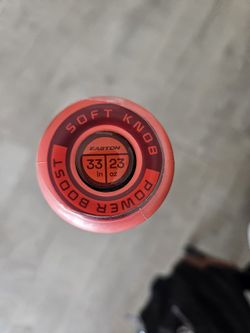 SOFT KNOB
EASTON
33 23
in oz
POWER BOOST